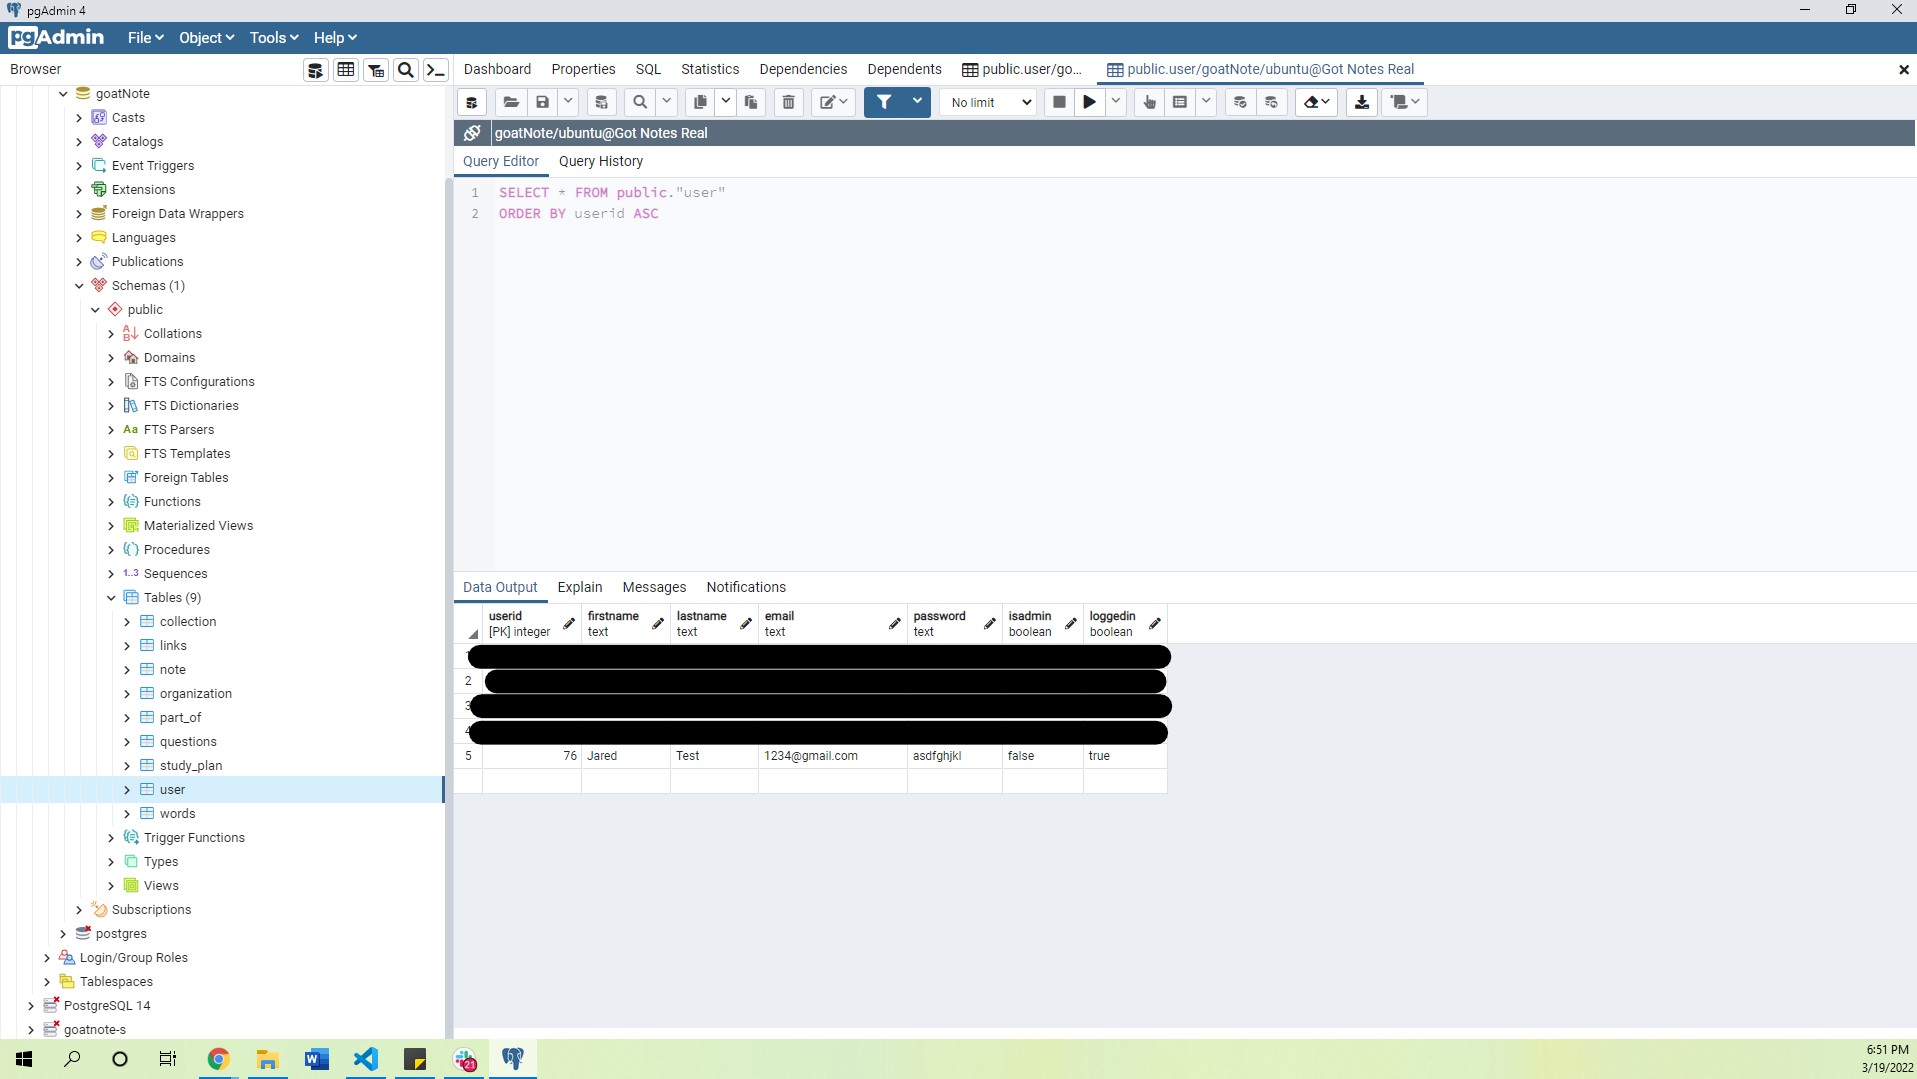 pgAdmin 4
pgAdmin File Object Tools Help
Browser
Dashboard Properties SQL Statistics Dependencies Dependents public.user/go... public.user/goatNote/ubuntu@Got Notes Real
No limit
goatNote/ubuntu@Got Notes Real
Query Editor Query History
1 SELECT * FROM public."user"
2 ORDER BY userid ASC
goatNote
Casts
Catalogs
Event Triggers
Extensions
Foreign Data Wrappers
Languages
Publications
Schemas (1)
public
Collations
Domains
FTS Configurations
FTS Dictionaries
Aa FTS Parsers
FTS Templates
Foreign Tables
Functions
Materialized Views
Procedures
1..3 Sequences
Tables (9)
collection
links
note
organization
part_of
questions
study_plan
user
words
Trigger Functions
Types
Views
Subscriptions
postgres
Login/Group Roles
Tablespaces
PostgreSQL 14
goatnote-s
Data Output Explain Messages Notifications
userid firstname lastname email password isadmin loggedin
[PK] integer text text text text boolean boolean
1
2
3
4
5 76 Jared Test 1234@gmail.com asdfghjkl false true
21
6:51 PM
3/19/2022